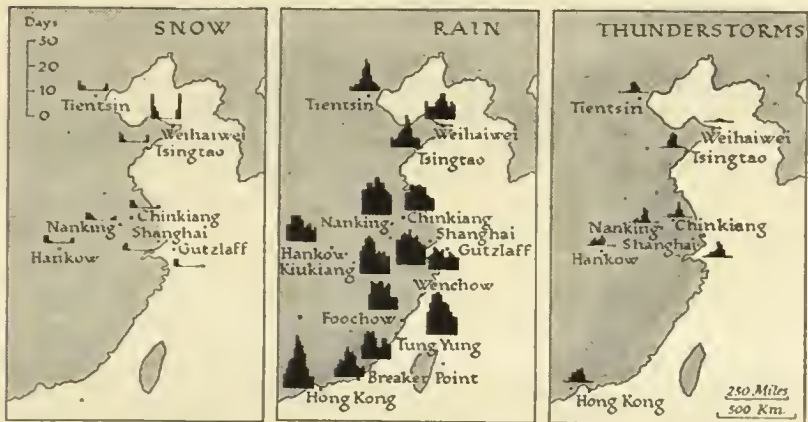 Days
SNOW
30
20
10
0
Tientsin
Weihaiwei
Tsingtao
Chinkiang
Nanking
Shanghai
Hankow
Gutzlaff
RAIN
Tientsin
Weihaiwei
Tsingtao
Nanking
Chinkiang
Shanghai
Hankow
Gutzlaff
Kiukiang
Wenchow
Foochow
Tung Yung
Breaker Point
Hong Kong
THUNDERSTORMS
Tientsin
Weihaiwei
Tsingtao
Nanking
Chinkiang
Shanghai
Hankow
Hong Kong
250 Miles
500 Km.